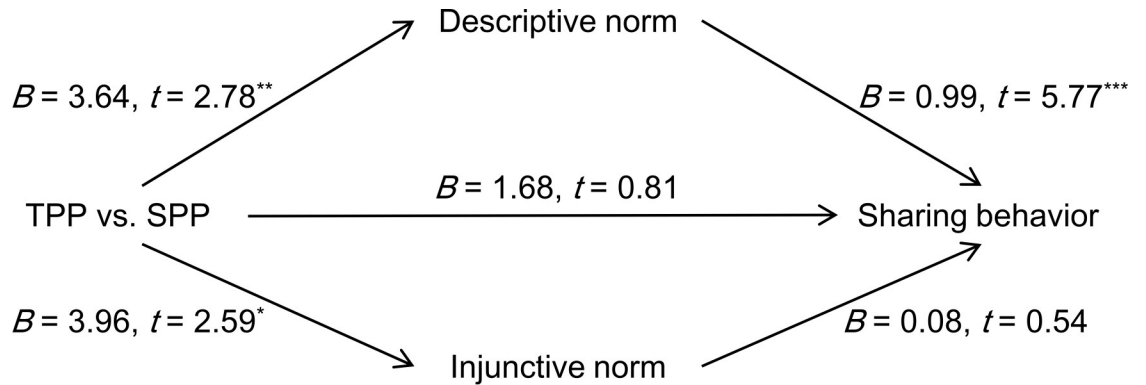 Descriptive norm
B = 3.64, t = 2.78**
B = 0.99, t = 5.77***
B = 1.68, t = 0.81
TPP vs. SPP
Sharing behavior
B = 3.96, t = 2.59*
B = 0.08, t = 0.54
Injunctive norm